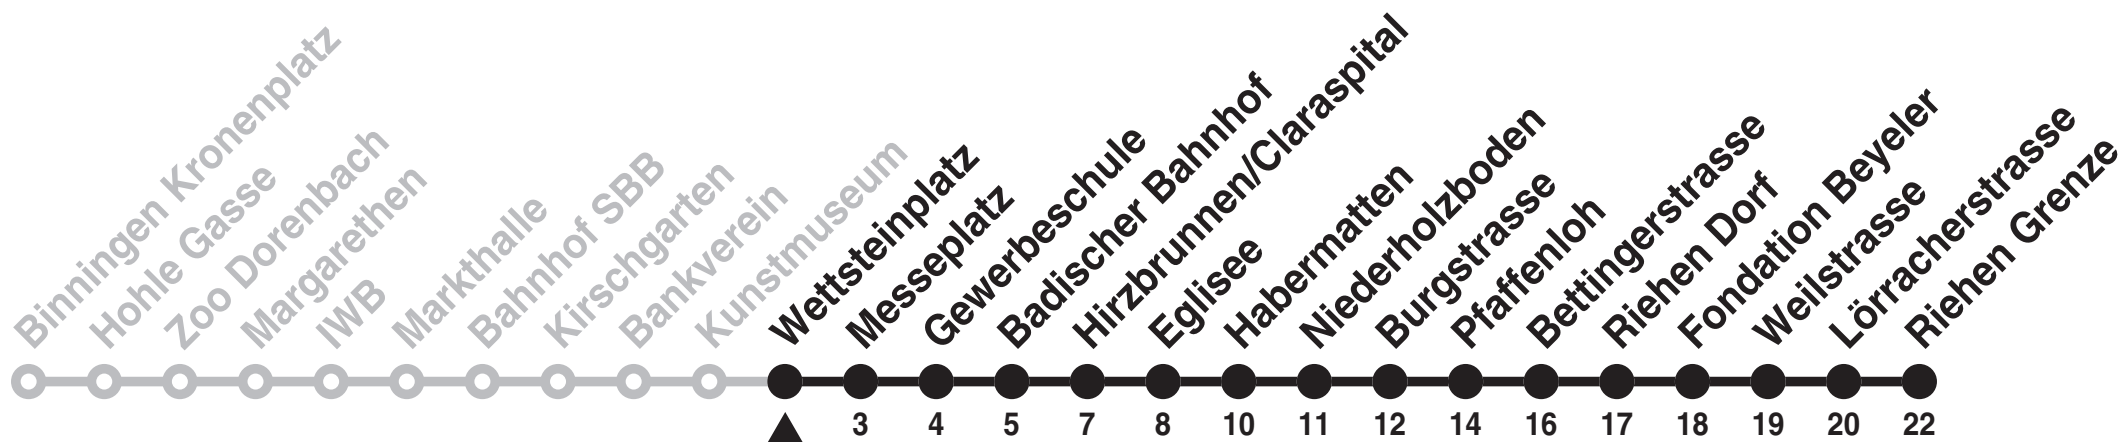 Binningen Kronenplatz
Hohle Gasse
Zoo Dorenbach
Margarethen
IWB
Markthalle
Bahnhof SBB
Kirschgarten
Bankverein
Kunstmuseum
Wettsteinplatz
Messeplatz
Gewerbeschule
Badischer Bahnhof
Hirzbrunnen/Claraspital
Eglisee
Habermatten
Niederholzboden
Burgstrasse
Pfaffenloh
Bettingerstrasse
Riehen Dorf
Fondation Beyeler
Weilstrasse
Lörracherstrasse
Riehen Grenze
3 4 5 7 8 10 11 12 14 16 17 18 19 20 22